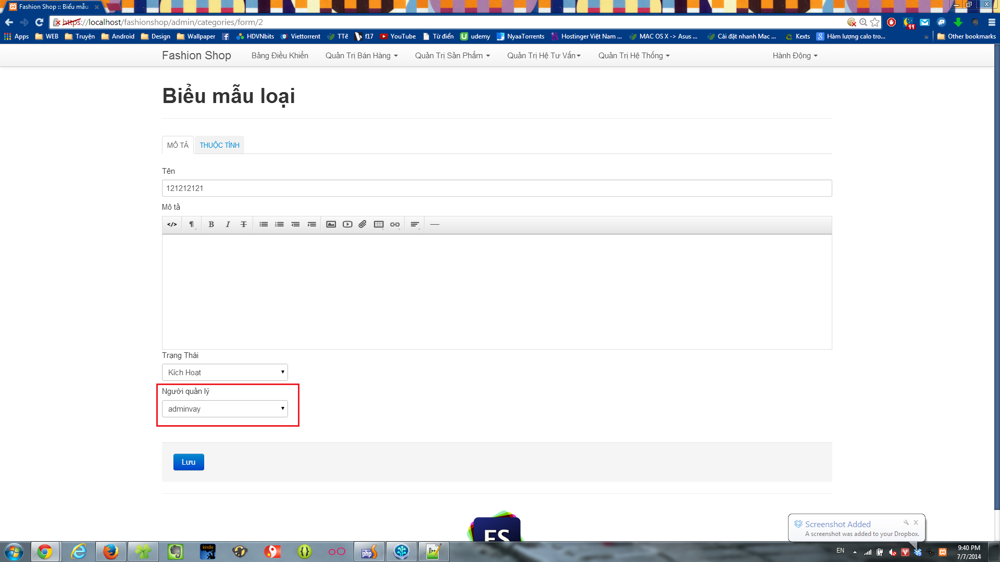 Fashion Shop :: Biểu mẫu
https://localhost/fashionshop/admin/categories/form/2
11
Apps WEB Truyện Android Design Wallpaper HDVNbits Viettorrent TTế f17 YouTube Từ điển udemy NyaaTorrents Hostinger Việt Nam ... MAC OS X -> Asus ... Cài đặt nhanh Mac ... Kexts Hàm lượng calo tro... » Other bookmarks
Fashion Shop Bảng Điều Khiển Quản Trị Bán Hàng Quản Trị Sản Phẩm Quản Trị Hệ Tư Vấn Quản Trị Hệ Thống Hành Động
Biểu mẫu loại
MÔ TẢ THUỘC TÍNH
Tên
121212121
Mô tả
</> ¶ B I T
Trạng Thái
Kích Hoạt
Người quản lý
adminvay
Lưu
FS
Screenshot Added
A screenshot was added to your Dropbox.
kindle
php
n++
EN
9:40 PM
7/7/2014